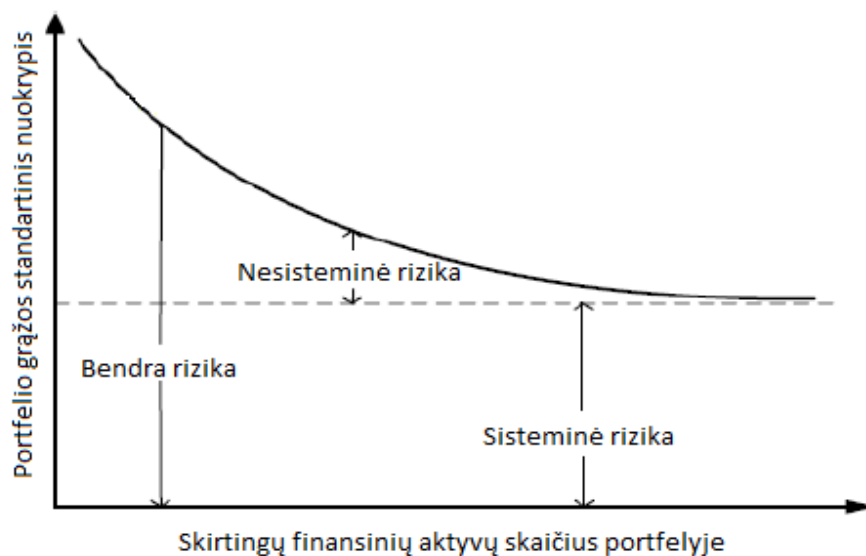 Portfelio grąžos standartinis nuokrypis
Nesisteminė rizika
Bendra rizika
Sisteminė rizika
Skirtingų finansinių aktyvų skaičius portfelyje